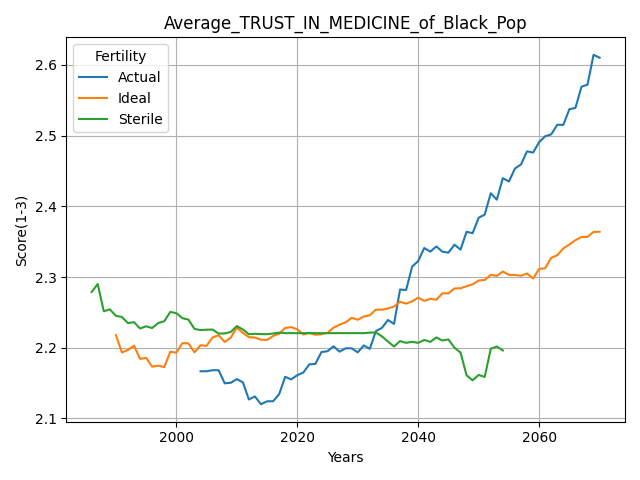 Average_TRUST_IN_MEDICINE_of_Black_Pop
Fertility
Actual
Ideal
Sterile
Score(1-3)
2.6
2.5
2.4
2.3
2.2
2.1
2000
2020
2040
2060
Years